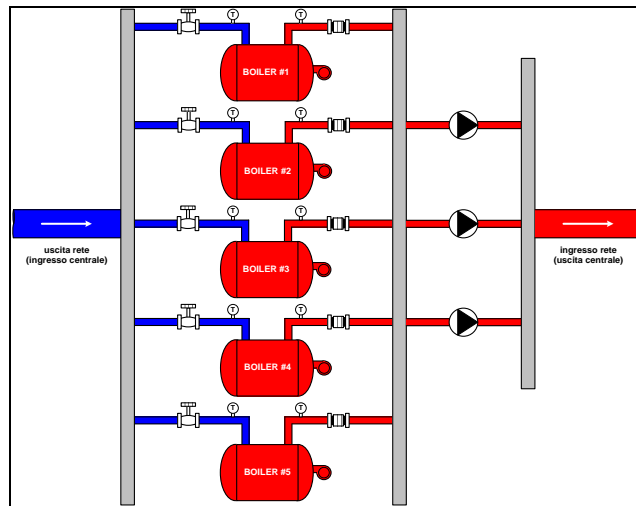 T
T
BOILER #1
T
T
BOILER #2
T
T
BOILER #3
uscita rete
(ingresso centrale)
ingresso rete
(uscita centrale)
T
T
BOILER #4
T
T
BOILER #5